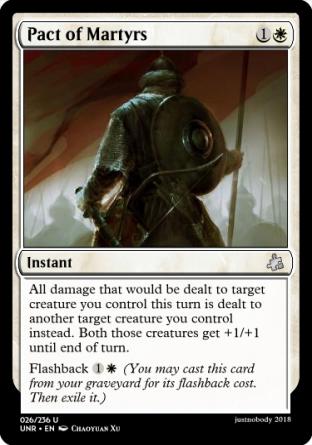 Pact of Martyrs 1
Instant
All damage that would be dealt to target
creature you control this turn is dealt to
another target creature you control
instead. Both those creatures get +1/+1
until end of turn.
Flashback 1 (You may cast this card
from your graveyard for its flashback cost.
Then exile it.)
026/236 U
justnobody 2018
UNR • EN Chaoyuan Xu